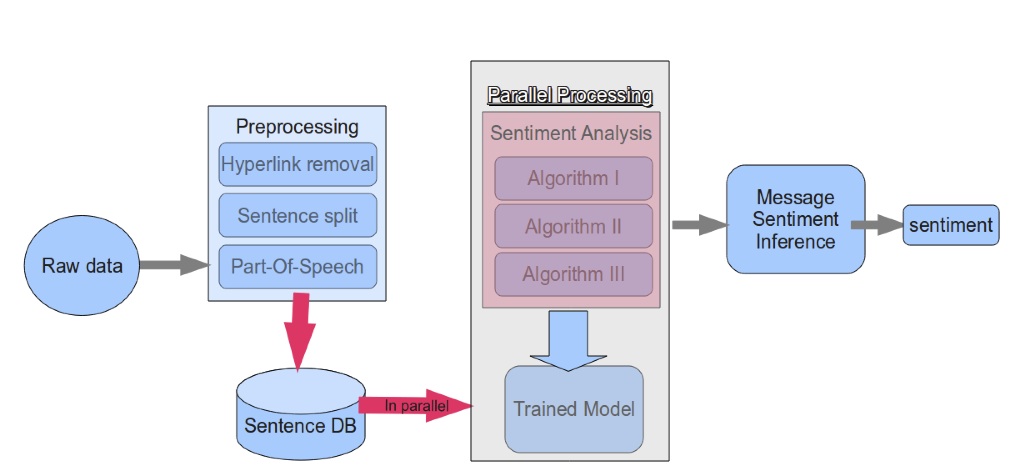 Raw data
Preprocessing
Hyperlink removal
Sentence split
Part-Of-Speech
Sentence DB
In parallel
Parallel Processing
Sentiment Analysis
Algorithm I
Algorithm II
Algorithm III
Trained Model
Message
Sentiment
Inference
sentiment